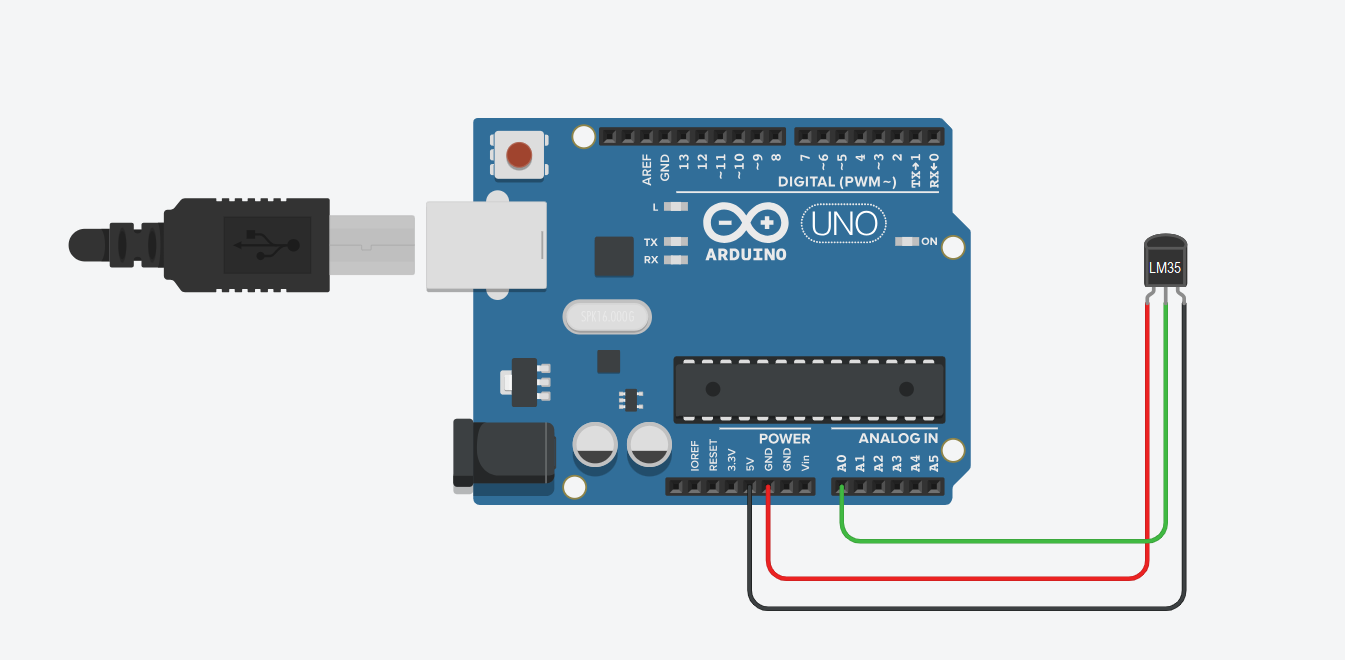 AREF
GND
13
12
~11
~10
~9
8
7
~6
~5
4
~3
2
TX→1
RX←0
DIGITAL (PWM~)
L
TX
RX
UNO
ON
ARDUINO
LM35
SPK16.000G
POWER
ANALOG IN
IOREF
RESET
3.3V
5V
GND
GND
Vin
A0
A1
A2
A3
A4
A5